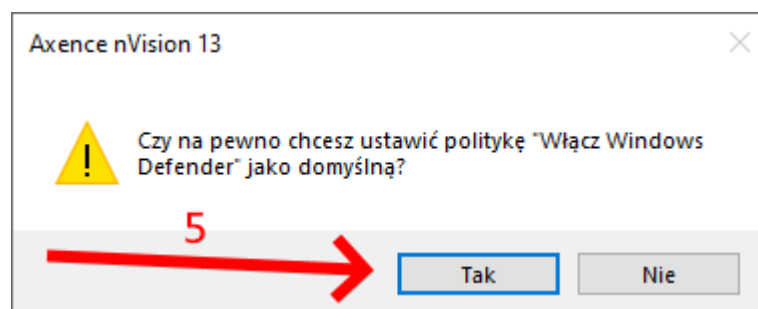 Axence nVision 13
Czy na pewno chcesz ustawić politykę "Włącz Windows
Defender" jako domyślną?
5
Tak
Nie